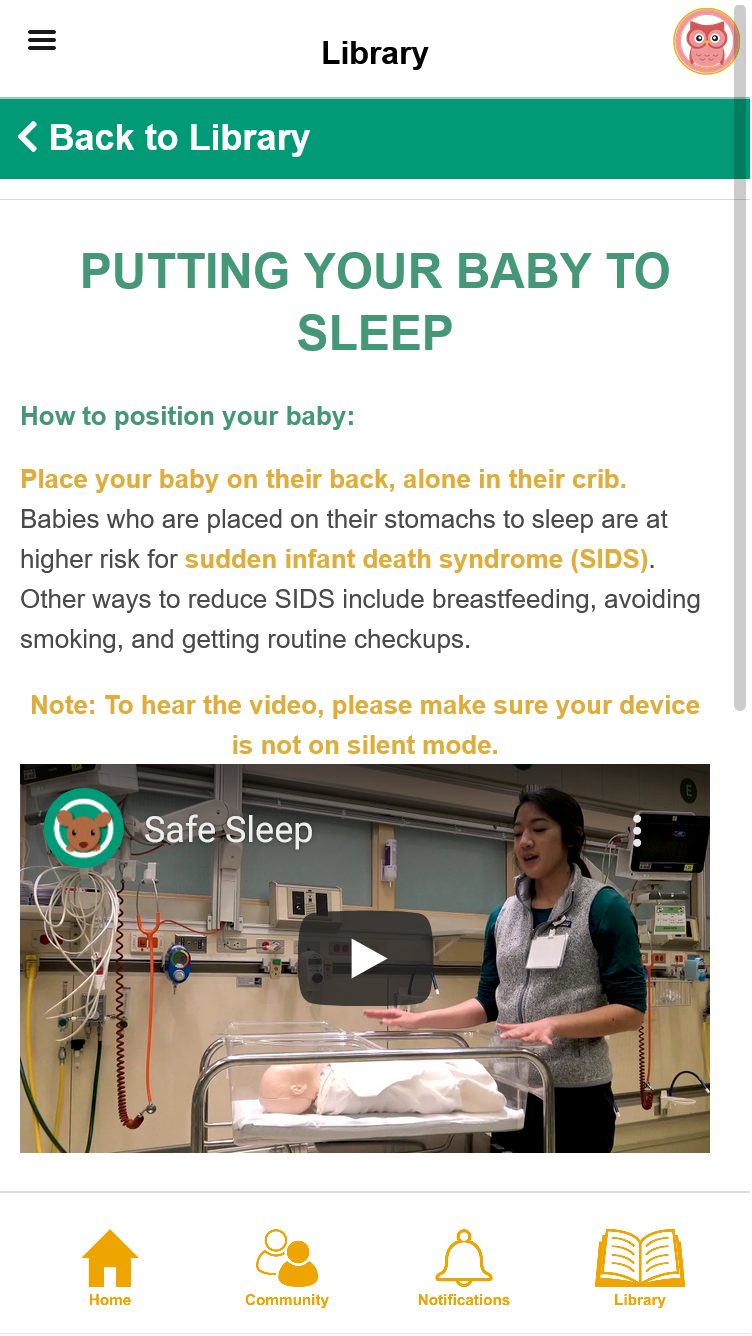 Library
Back to Library
PUTTING YOUR BABY TO
SLEEP
How to position your baby:
Place your baby on their back, alone in their crib.
Babies who are placed on their stomachs to sleep are at
higher risk for sudden infant death syndrome (SIDS).
Other ways to reduce SIDS include breastfeeding, avoiding
smoking, and getting routine checkups.
Note: To hear the video, please make sure your device
is not on silent mode.
Safe Sleep
E
Home
Community
Notifications
Library